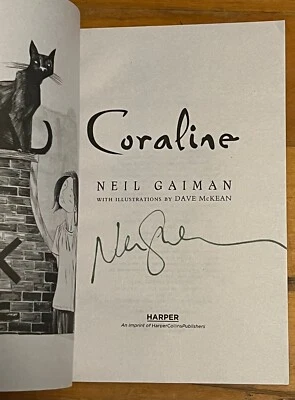 Coraline
NEIL GAIMAN
WITH ILLUSTRATIONS BY DAVE McKEAN
HARPER
An Imprint of HarperCollinsPublishers